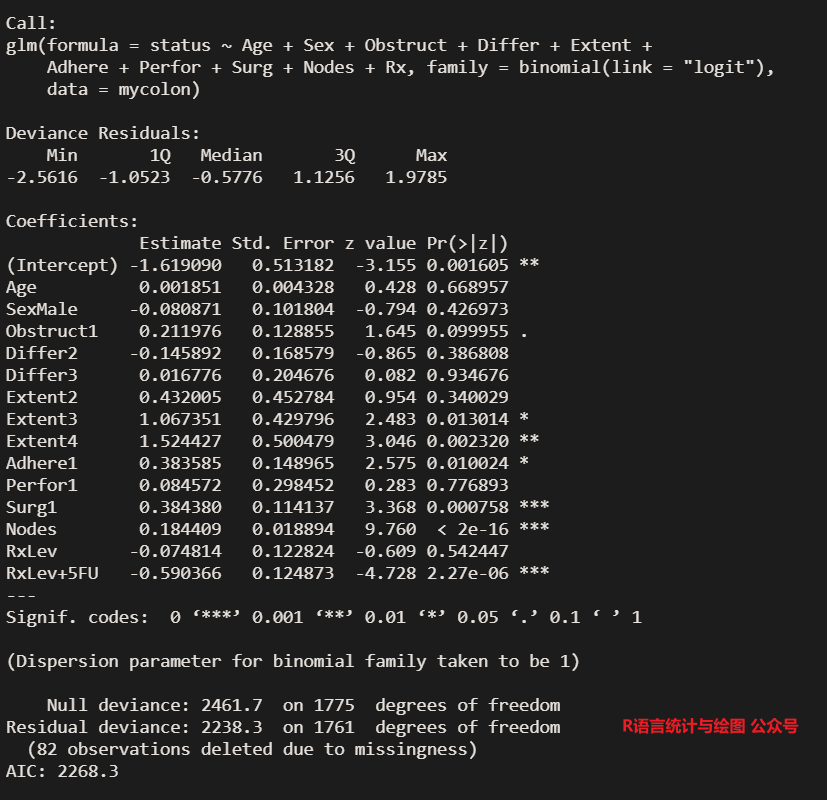 Call:
glm(formula = status ~ Age + Sex + Obstruct + Differ + Extent +
    Adhere + Perfor + Surg + Nodes + Rx, family = binomial(link = "logit"),
    data = mycolon)

Deviance Residuals:
    Min       1Q   Median       3Q      Max
-2.5616  -1.0523  -0.5776   1.1256   1.9785

Coefficients:
             Estimate Std. Error z value Pr(>|z|)
(Intercept) -1.619090   0.513182  -3.155 0.001605 **
Age          0.001851   0.004328   0.428 0.668957
SexMale     -0.080871   0.101804  -0.794 0.426973
Obstruct1    0.211976   0.128855   1.645 0.099955 .
Differ2     -0.145892   0.168579  -0.865 0.386808
Differ3      0.016776   0.204676   0.082 0.934676
Extent2      0.432005   0.452784   0.954 0.340029
Extent3      1.067351   0.429796   2.483 0.013014 *
Extent4      1.524427   0.500479   3.046 0.002320 **
Adhere1      0.383585   0.148965   2.575 0.010024 *
Perfor1      0.084572   0.298452   0.283 0.776893
Surg1        0.384380   0.114137   3.368 0.000758 ***
Nodes        0.184409   0.018894   9.760  < 2e-16 ***
RxLev       -0.074814   0.122824  -0.609 0.542447
RxLev+5FU   -0.590366   0.124873  -4.728 2.27e-06 ***
---
Signif. codes:  0 ‘***’ 0.001 ‘**’ 0.01 ‘*’ 0.05 ‘.’ 0.1 ‘ ’ 1

(Dispersion parameter for binomial family taken to be 1)

    Null deviance: 2461.7  on 1775  degrees of freedom
Residual deviance: 2238.3  on 1761  degrees of freedom
R语言统计与绘图 公众号
  (82 observations deleted due to missingness)
AIC: 2268.3